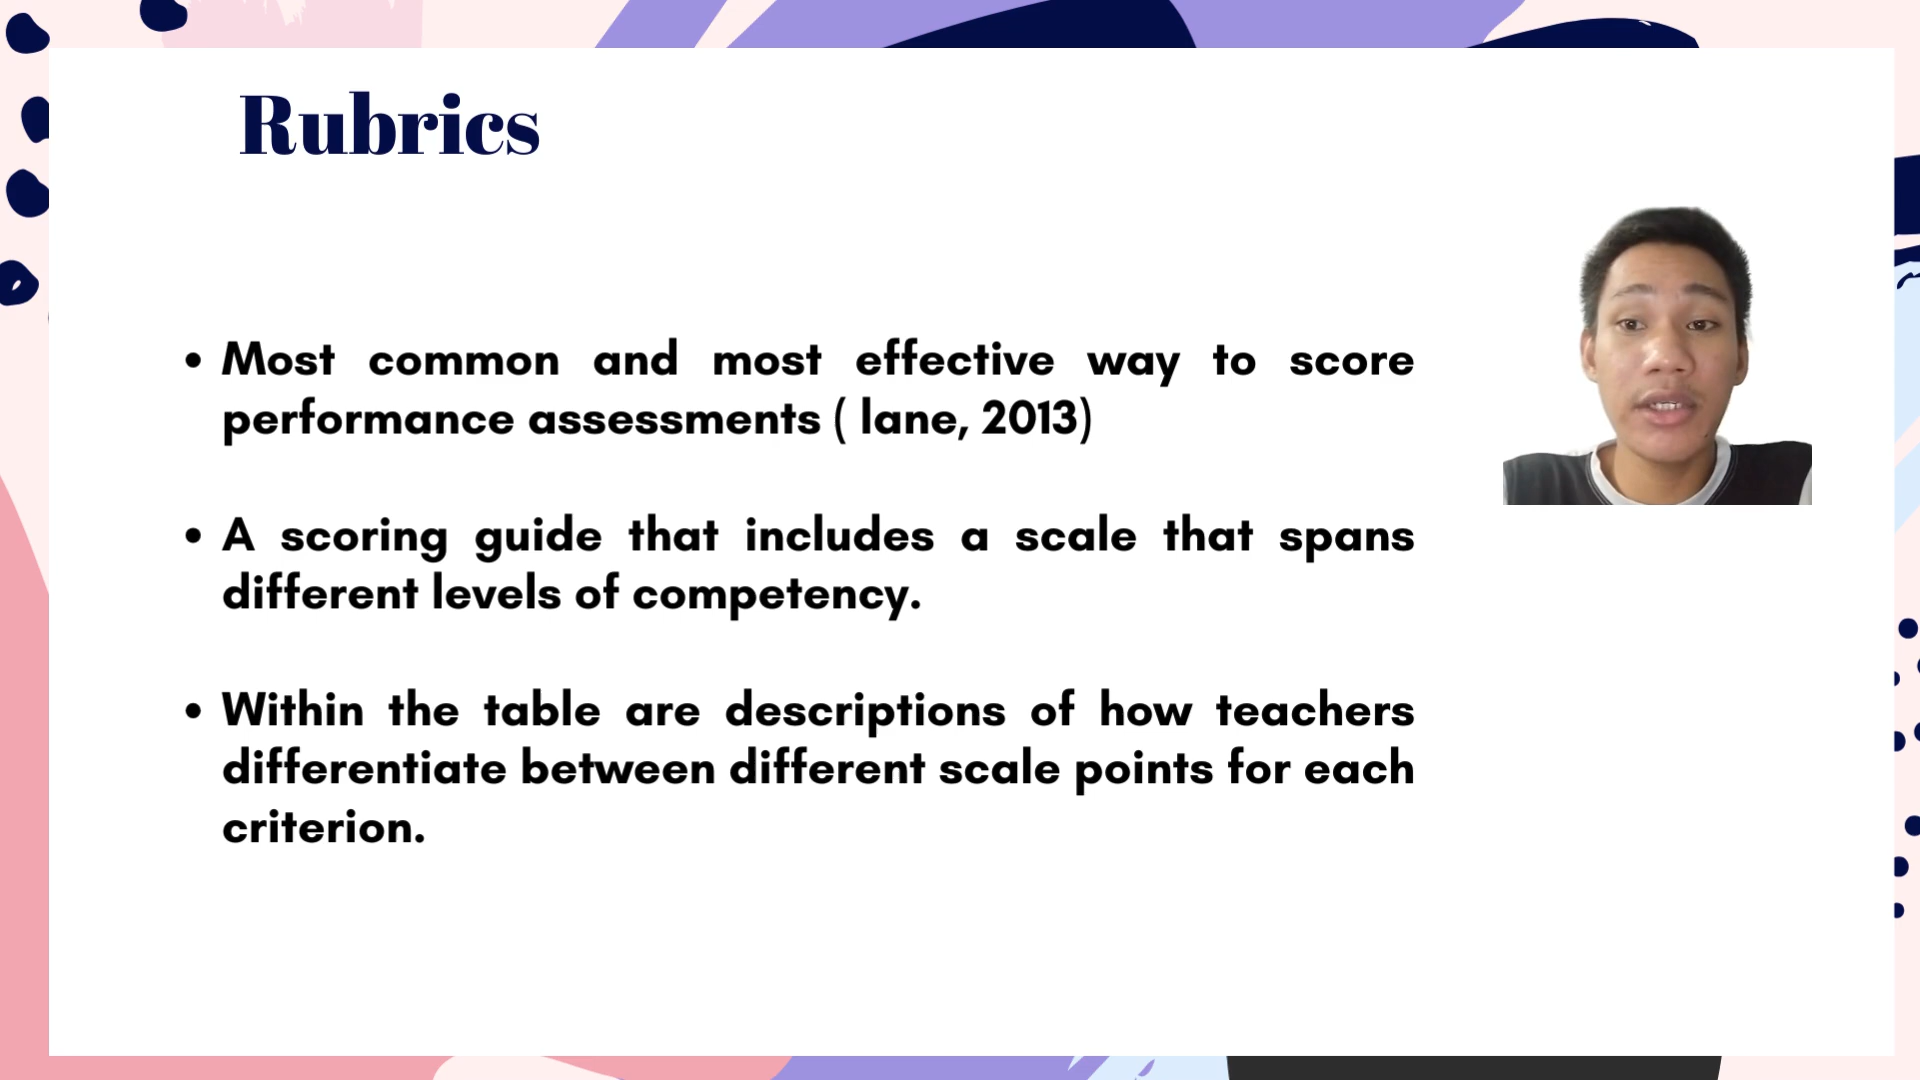 Rubrics
• Most common and most effective way to score
performance assessments ( lane, 2013)
• A scoring guide that includes a scale that spans
different levels of competency.
• Within the table are descriptions of how teachers
differentiate between different scale points for each
criterion.